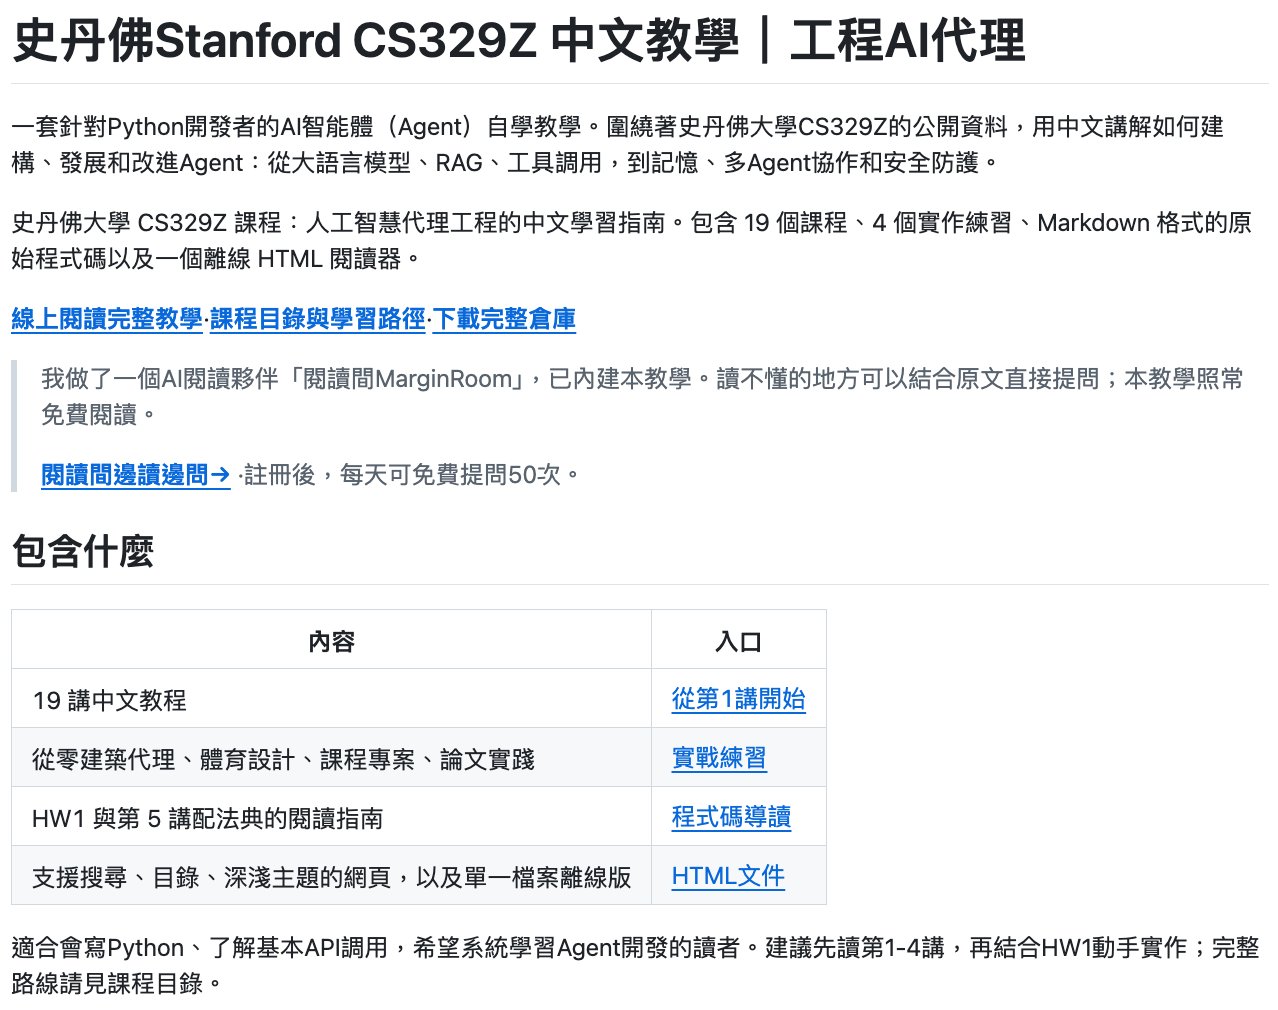 史丹佛Stanford CS329Z 中文教學｜工程AI代理
一套針對Python開發者的AI智能體（Agent）自學教學。圍繞著史丹佛大學CS329Z的公開資料，用中文講解如何建
構、發展和改進Agent：從大語言模型、RAG、工具調用，到記憶、多Agent協作和安全防護。
史丹佛大學 CS329Z 課程：人工智慧代理工程的中文學習指南。包含 19 個課程、4 個實作練習、Markdown 格式的原
始程式碼以及一個離線 HTML 閱讀器。
線上閱讀完整教學·課程目錄與學習路徑·下載完整倉庫
我做了一個AI閱讀夥伴「閱讀間MarginRoom」，已內建本教學。讀不懂的地方可以結合原文直接提問；本教學照常
免費閱讀。
閱讀間邊讀邊問→ ·註冊後，每天可免費提問50次。
包含什麼
內容 入口
19 講中文教程 從第1講開始
從零建築代理、體育設計、課程專案、論文實踐 實戰練習
HW1 與第 5 講配法典的閱讀指南 程式碼導讀
支援搜尋、目錄、深淺主題的網頁，以及單一檔案離線版 HTML文件
適合會寫Python、了解基本API調用，希望系統學習Agent開發的讀者。建議先讀第1-4講，再結合HW1動手實作；完整
路線請見課程目錄。